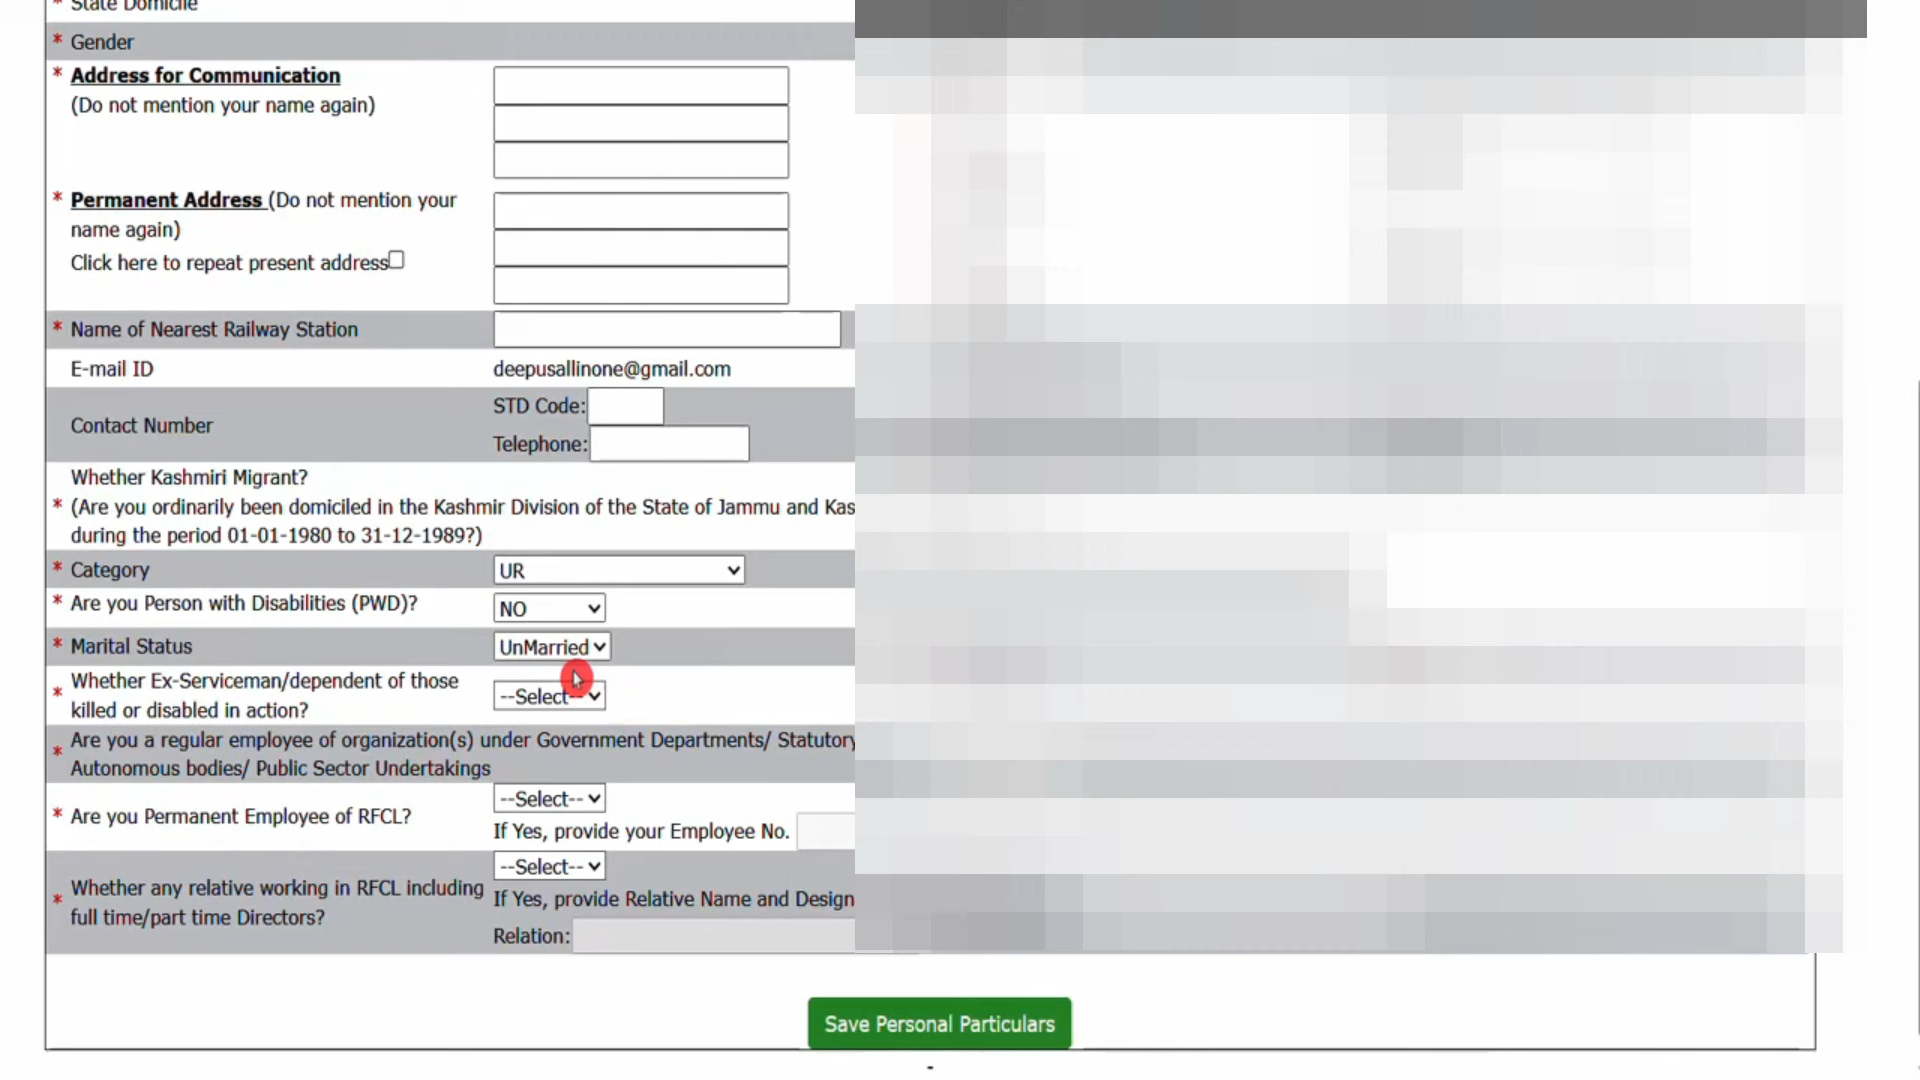 * State Domicile
* Gender
* Address for Communication
(Do not mention your name again)
* Permanent Address (Do not mention your
name again)
Click here to repeat present address
* Name of Nearest Railway Station
E-mail ID deepusallinone@gmail.com
Contact Number
STD Code:
Telephone:
Whether Kashmiri Migrant?
* (Are you ordinarily been domiciled in the Kashmir Division of the State of Jammu and Kas
during the period 01-01-1980 to 31-12-1989?)
* Category UR
* Are you Person with Disabilities (PWD)? NO
* Marital Status UnMarried
* Whether Ex-Serviceman/dependent of those
killed or disabled in action?
--Select--
* Are you a regular employee of organization(s) under Government Departments/ Statutory
Autonomous bodies/ Public Sector Undertakings
* Are you Permanent Employee of RFCL?
--Select--
If Yes, provide your Employee No.
* Whether any relative working in RFCL including
full time/part time Directors?
--Select--
If Yes, provide Relative Name and Design
Relation:
Save Personal Particulars
-